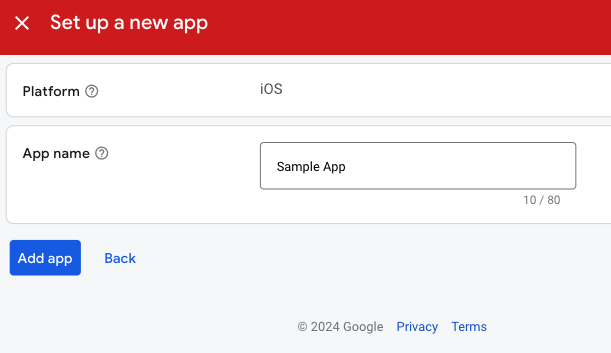 Set up a new app
Platform
iOS
App name
Sample App
10 / 80
Add app Back
© 2024 Google Privacy Terms